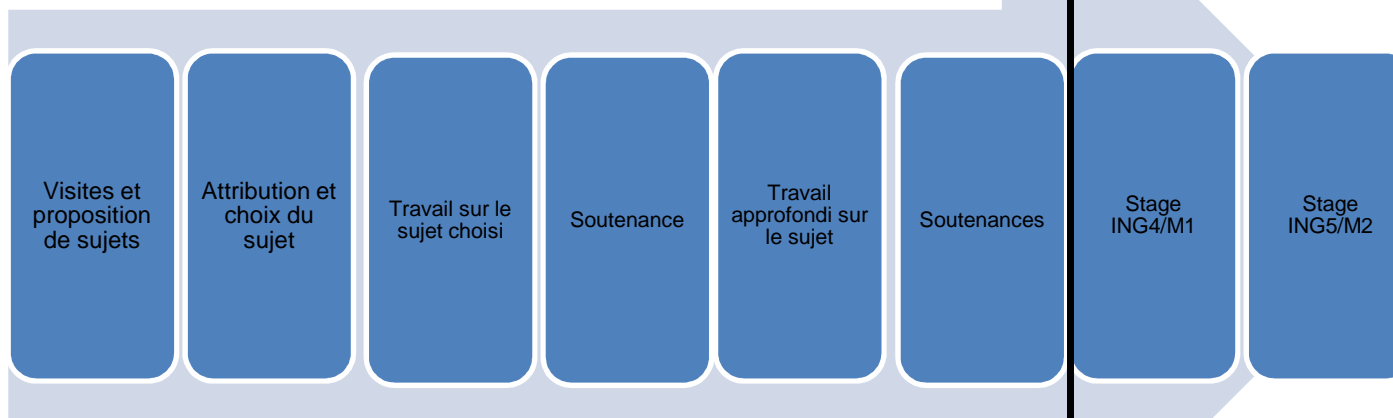 Visites et
proposition
de sujets
Attribution et
choix du
sujet
Travail sur le
sujet choisi
Soutenance
Travail
approfondi sur
le sujet
Soutenances
Stage
ING4/M1
Stage
ING5/M2